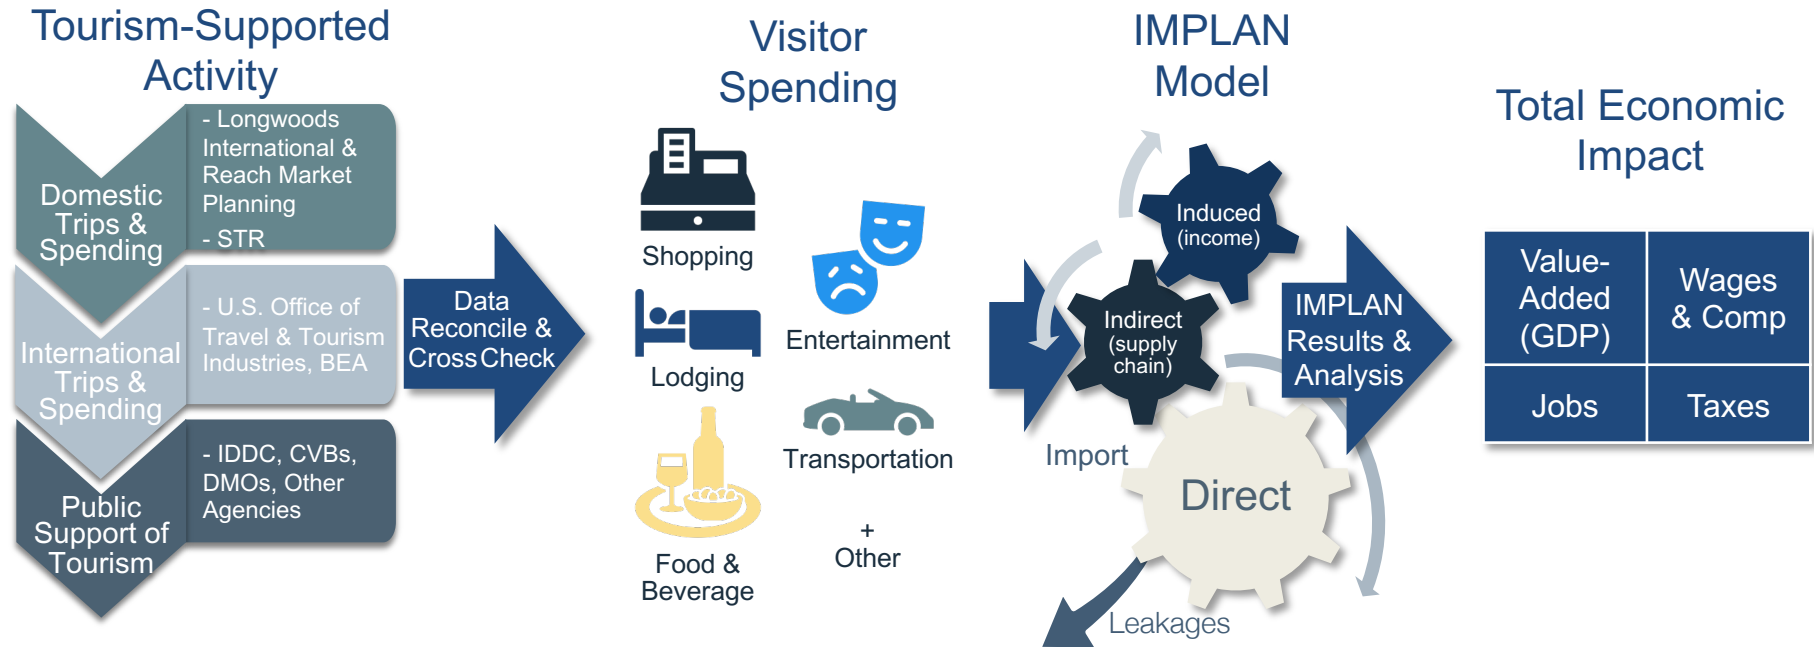 Tourism-Supported
Activity
Domestic
Trips &
Spending
- Longwoods
International &
Reach Market
Planning
- STR
International
Trips &
Spending
- U.S. Office of
Travel & Tourism
Industries, BEA
Public
Support of
Tourism
- IDDC, CVBs,
DMOs, Other
Agencies
Data
Reconcile &
Cross Check
Visitor
Spending
Shopping
Entertainment
Lodging
Transportation
Food &
Beverage
+
Other
IMPLAN
Model
Induced
(income)
Indirect
(supply
chain)
Import
Direct
Leakages
IMPLAN
Results &
Analysis
Total Economic
Impact
Value-
Added
(GDP)
Wages
& Comp
Jobs
Taxes